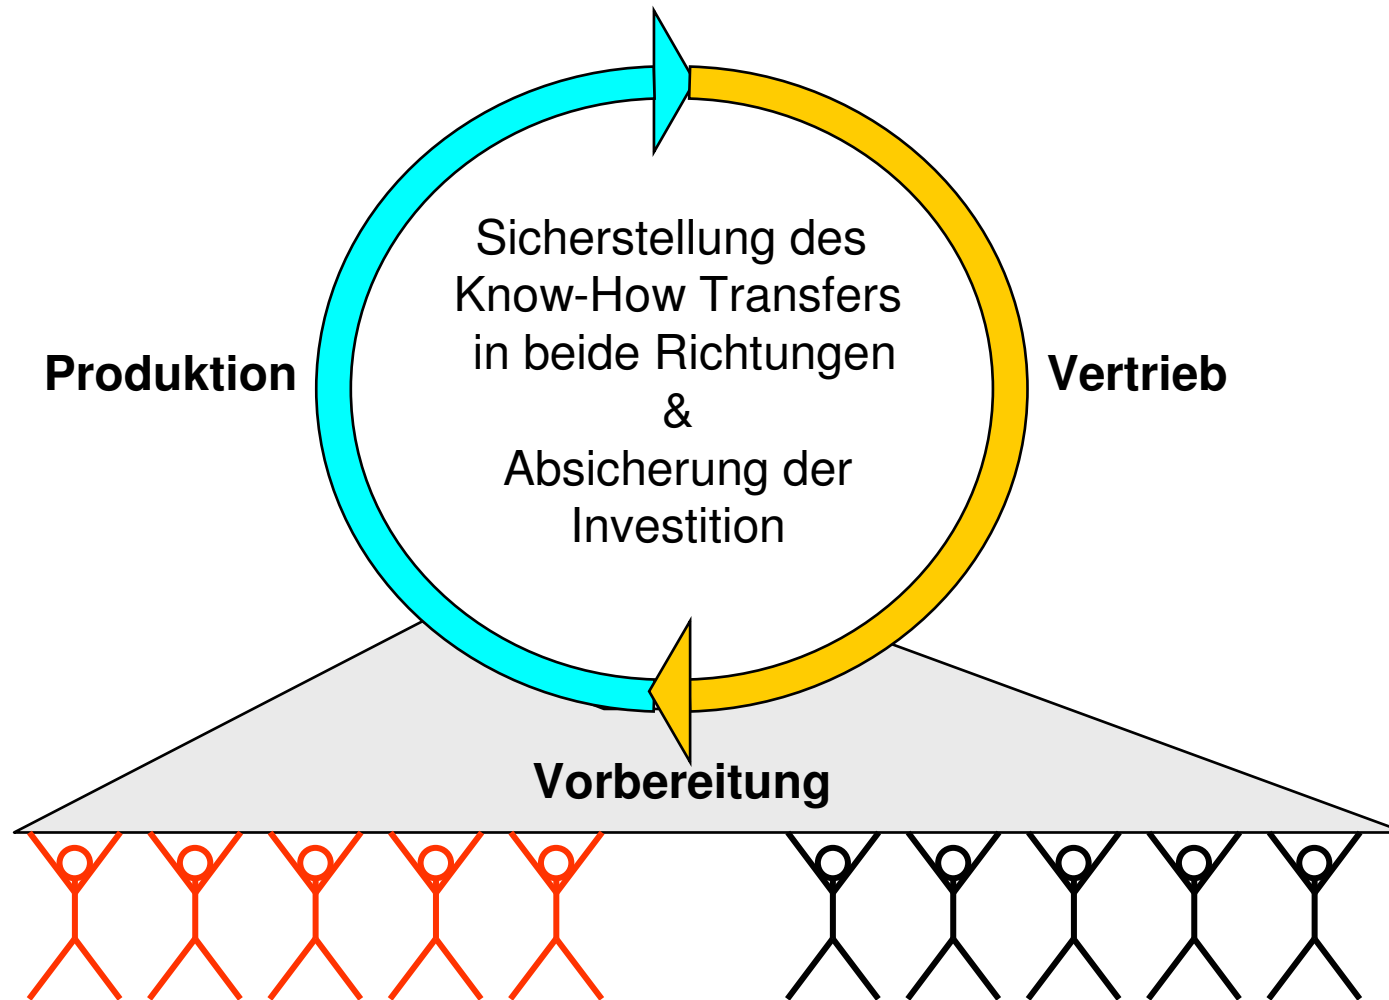 Sicherstellung des
Know-How Transfers
in beide Richtungen
&
Absicherung der
Investition
Produktion
Vertrieb
Vorbereitung